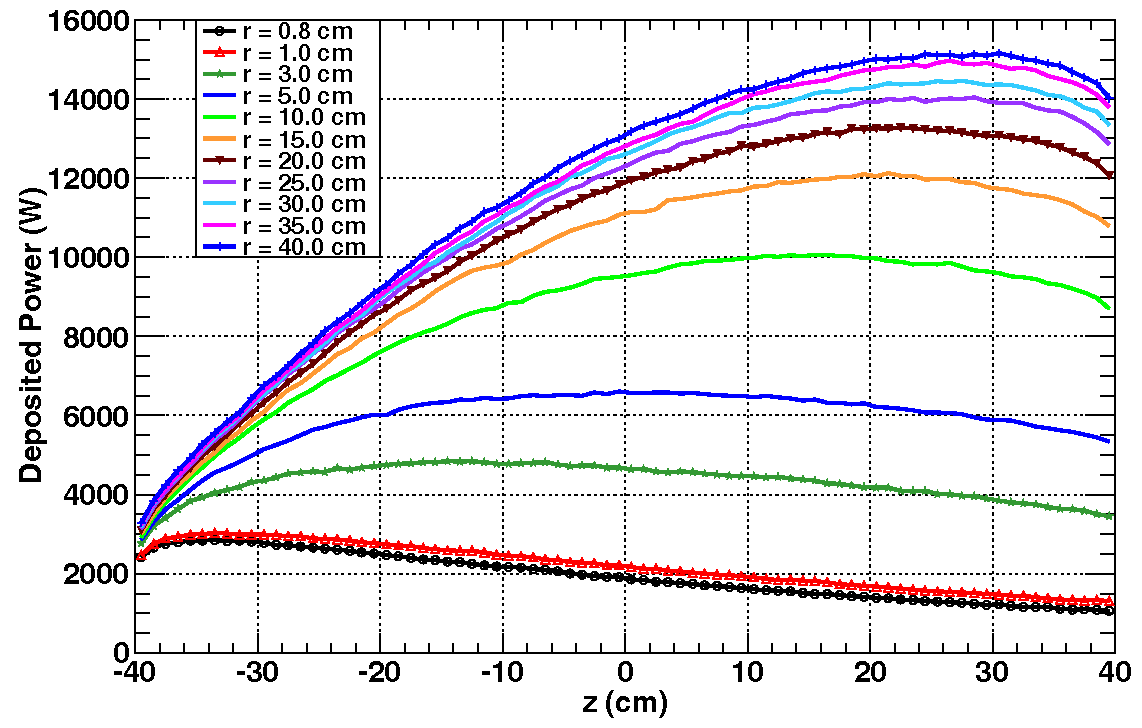 16000
14000
12000
10000
8000
6000
4000
2000
0
Deposited Power (W)
r = 0.8 cm
r = 1.0 cm
r = 3.0 cm
r = 5.0 cm
r = 10.0 cm
r = 15.0 cm
r = 20.0 cm
r = 25.0 cm
r = 30.0 cm
r = 35.0 cm
r = 40.0 cm
-40 -30 -20 -10 0 10 20 30 40
z (cm)